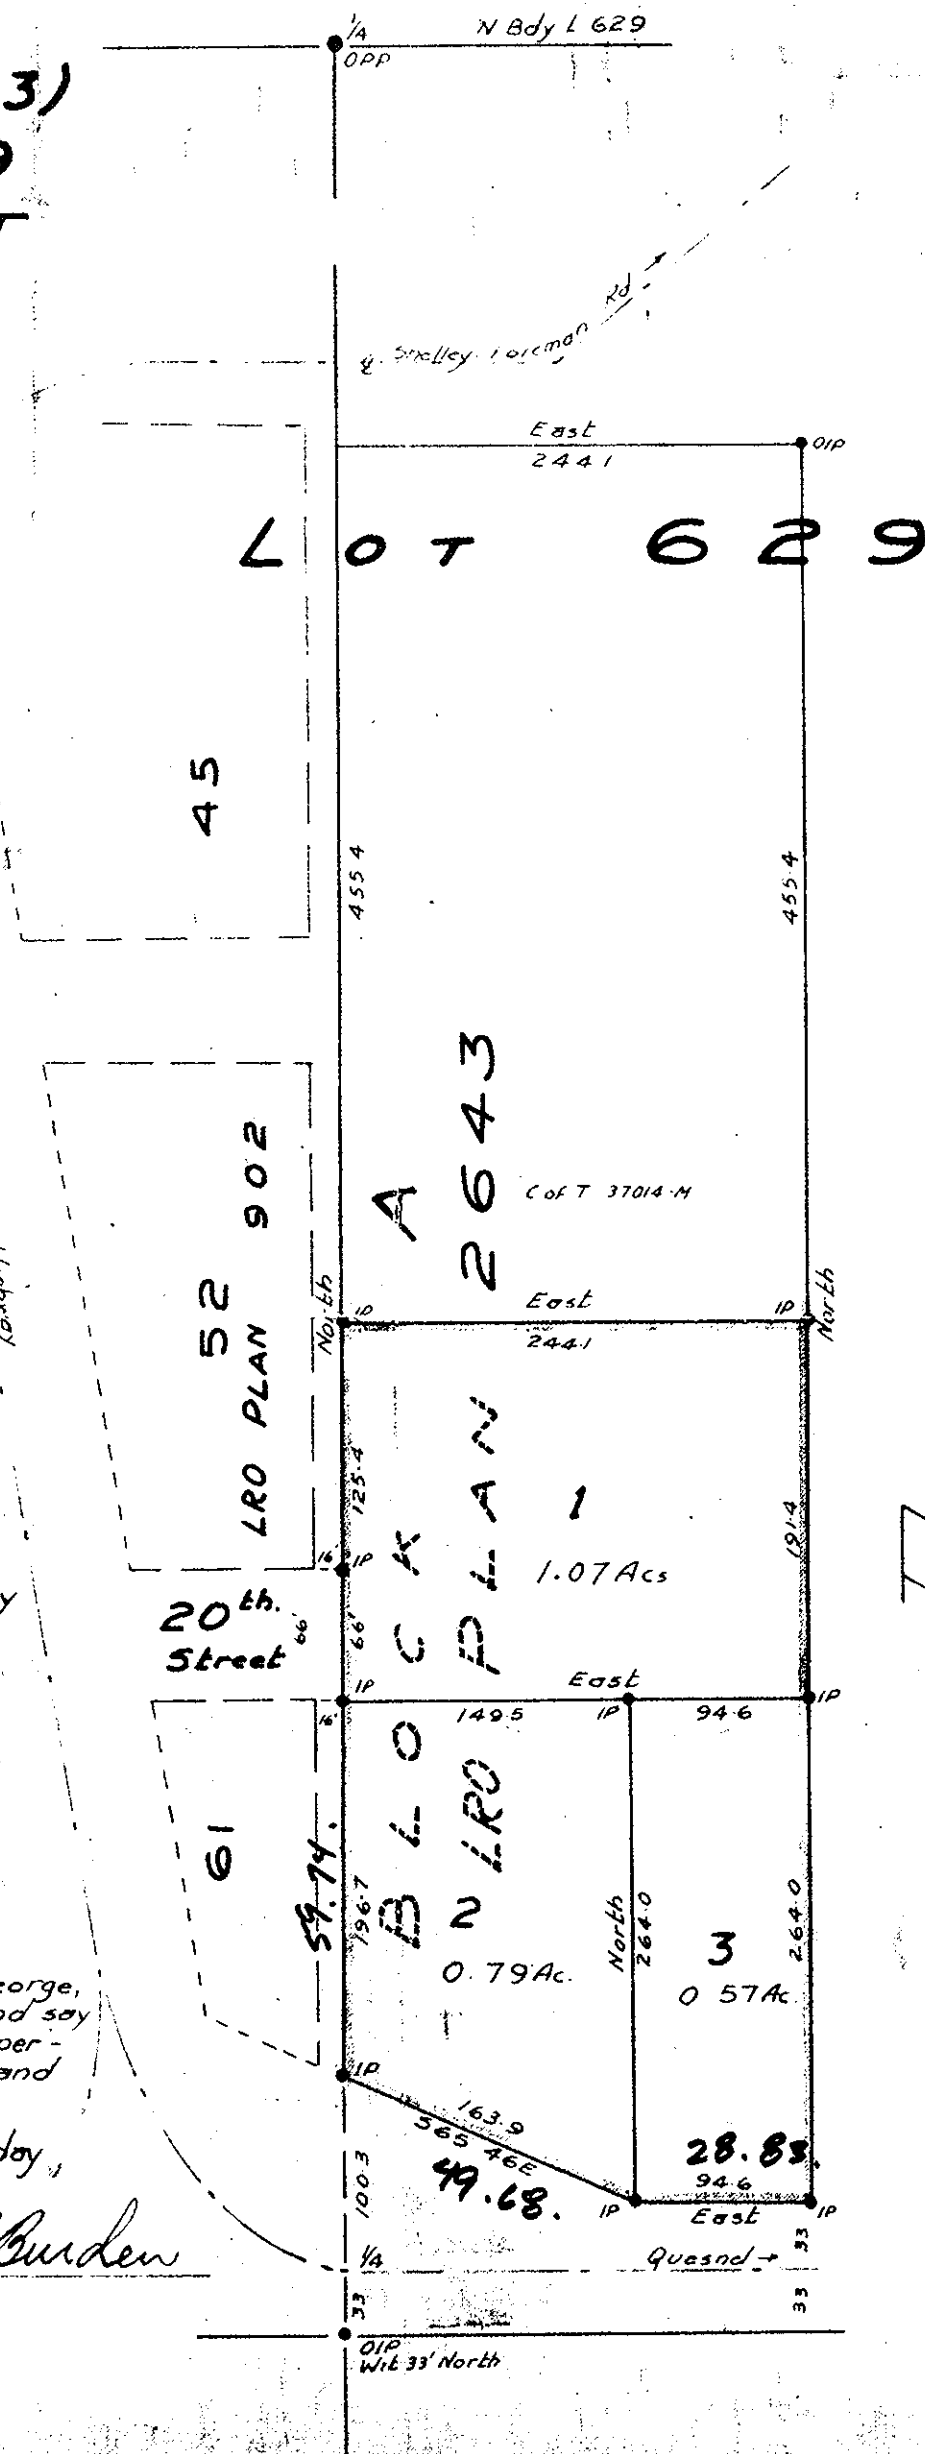 N Bdy L 629
1/4
OPP
3)
9
Shelley Foreman Rd
East
2441
OIP
LOT 629
45
455.4
455.4
BLOCK A
LRO PLAN 2643
C of T 37014-M
52
LRO PLAN 902
North
IP
East
IP
North
244.1
125.4
1
191.4
1.07 Acs
16'
IP
20th.
Street
66'
66'
IP
East
IP
16'
149.5
IP
94.6
61
59.94.
196.7
2
0.79 Ac.
North
264.0
3
0 57 Ac
264.0
eorge,
nd say
per-
and
day,
Burden
IP
163.9
S65 46E
49.68.
28.83.
94.6
IP
East
IP
100.3
1/4
Quesnel →
33
33
33
OIP
Wit 33' North